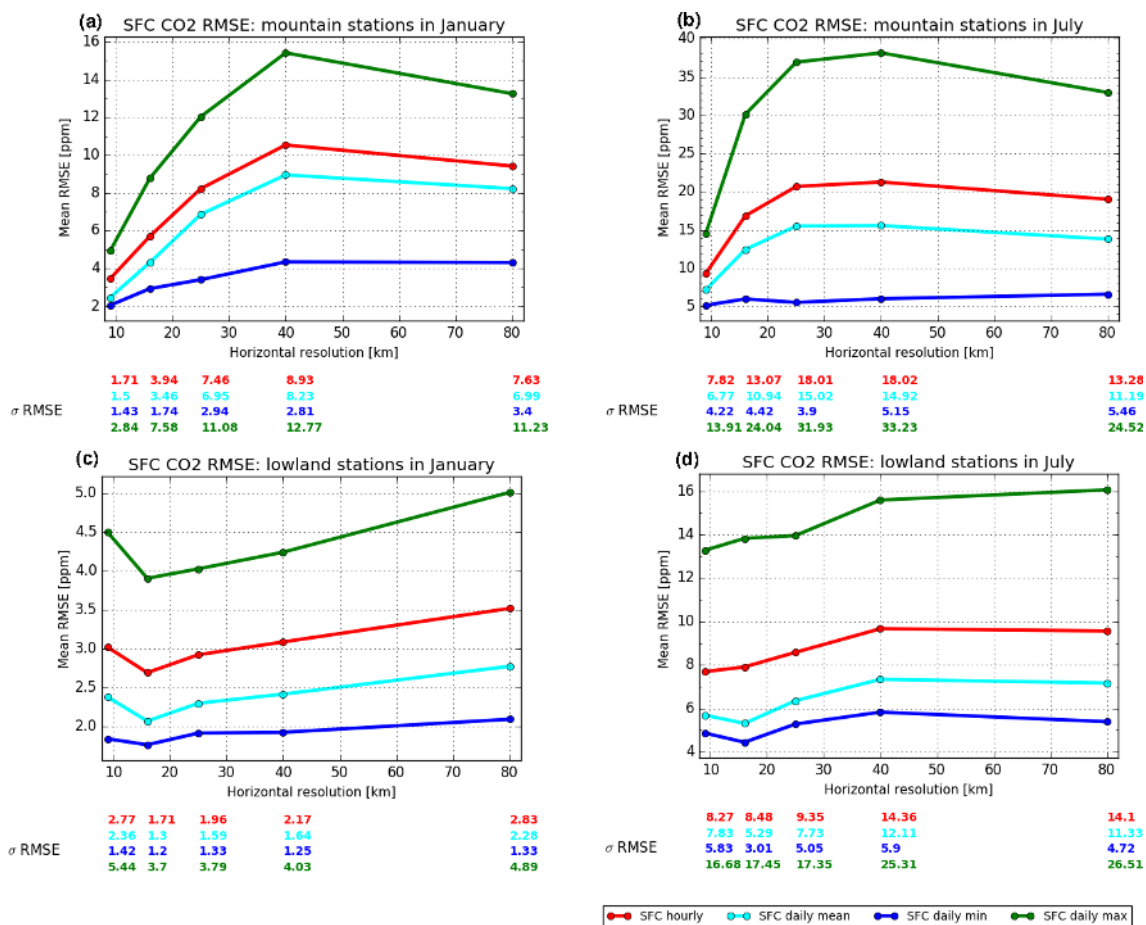 (a) SFC CO2 RMSE: mountain stations in January
Mean RMSE [ppm]
16
14
12
10
8
6
4
2
10 20 30 40 50 60 70 80
Horizontal resolution [km]
σ RMSE
1.71 3.94 7.46 8.93 7.63
1.5 3.46 6.95 8.23 6.99
1.43 1.74 2.94 2.81 3.4
2.84 7.58 11.08 12.77 11.23
(b) SFC CO2 RMSE: mountain stations in July
Mean RMSE [ppm]
40
35
30
25
20
15
10
5
10 20 30 40 50 60 70 80
Horizontal resolution [km]
σ RMSE
7.82 13.07 18.01 18.02 13.28
6.77 10.94 15.02 14.92 11.19
4.22 4.42 3.9 5.15 5.46
13.91 24.04 31.93 33.23 24.52
(c) SFC CO2 RMSE: lowland stations in January
Mean RMSE [ppm]
5.0
4.5
4.0
3.5
3.0
2.5
2.0
10 20 30 40 50 60 70 80
Horizontal resolution [km]
σ RMSE
2.77 1.71 1.96 2.17 2.83
2.36 1.3 1.59 1.64 2.28
1.42 1.2 1.33 1.25 1.33
5.44 3.7 3.79 4.03 4.89
(d) SFC CO2 RMSE: lowland stations in July
Mean RMSE [ppm]
16
14
12
10
8
6
4
10 20 30 40 50 60 70 80
Horizontal resolution [km]
σ RMSE
8.27 8.48 9.35 14.36 14.1
7.83 5.29 7.73 12.11 11.33
5.83 3.01 5.05 5.9 4.72
16.68 17.45 17.35 25.31 26.51
SFC hourly SFC daily mean SFC daily min SFC daily max